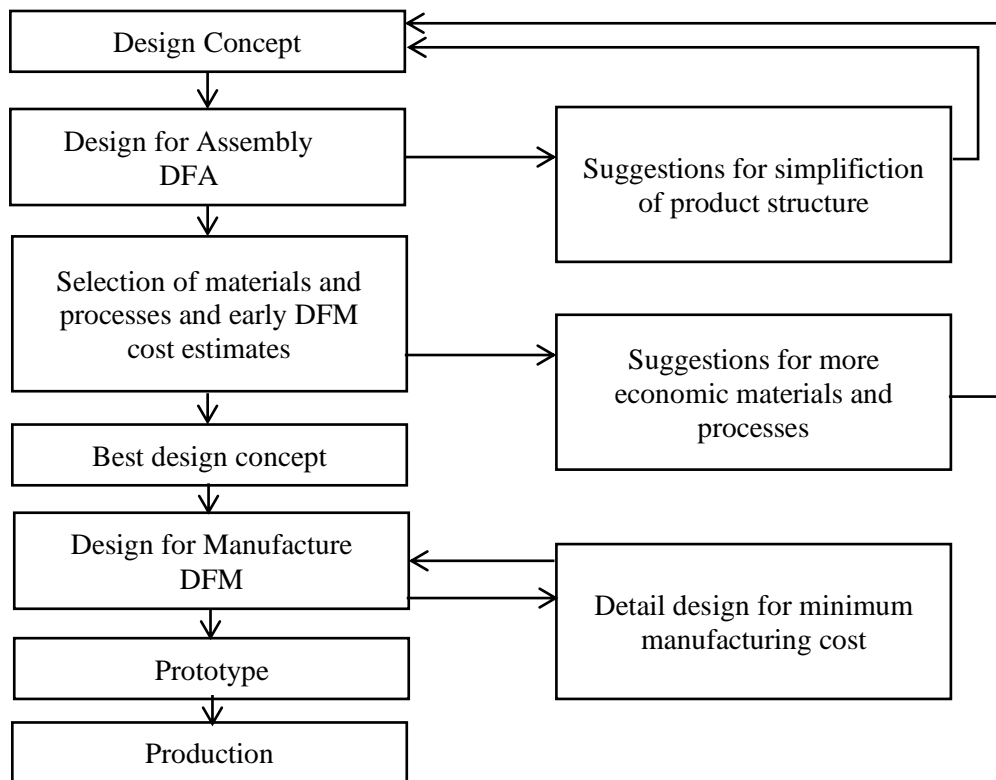 Design Concept
Design for Assembly
DFA
Suggestions for simplifiction
of product structure
Selection of materials and
processes and early DFM
cost estimates
Suggestions for more
economic materials and
processes
Best design concept
Design for Manufacture
DFM
Detail design for minimum
manufacturing cost
Prototype
Production